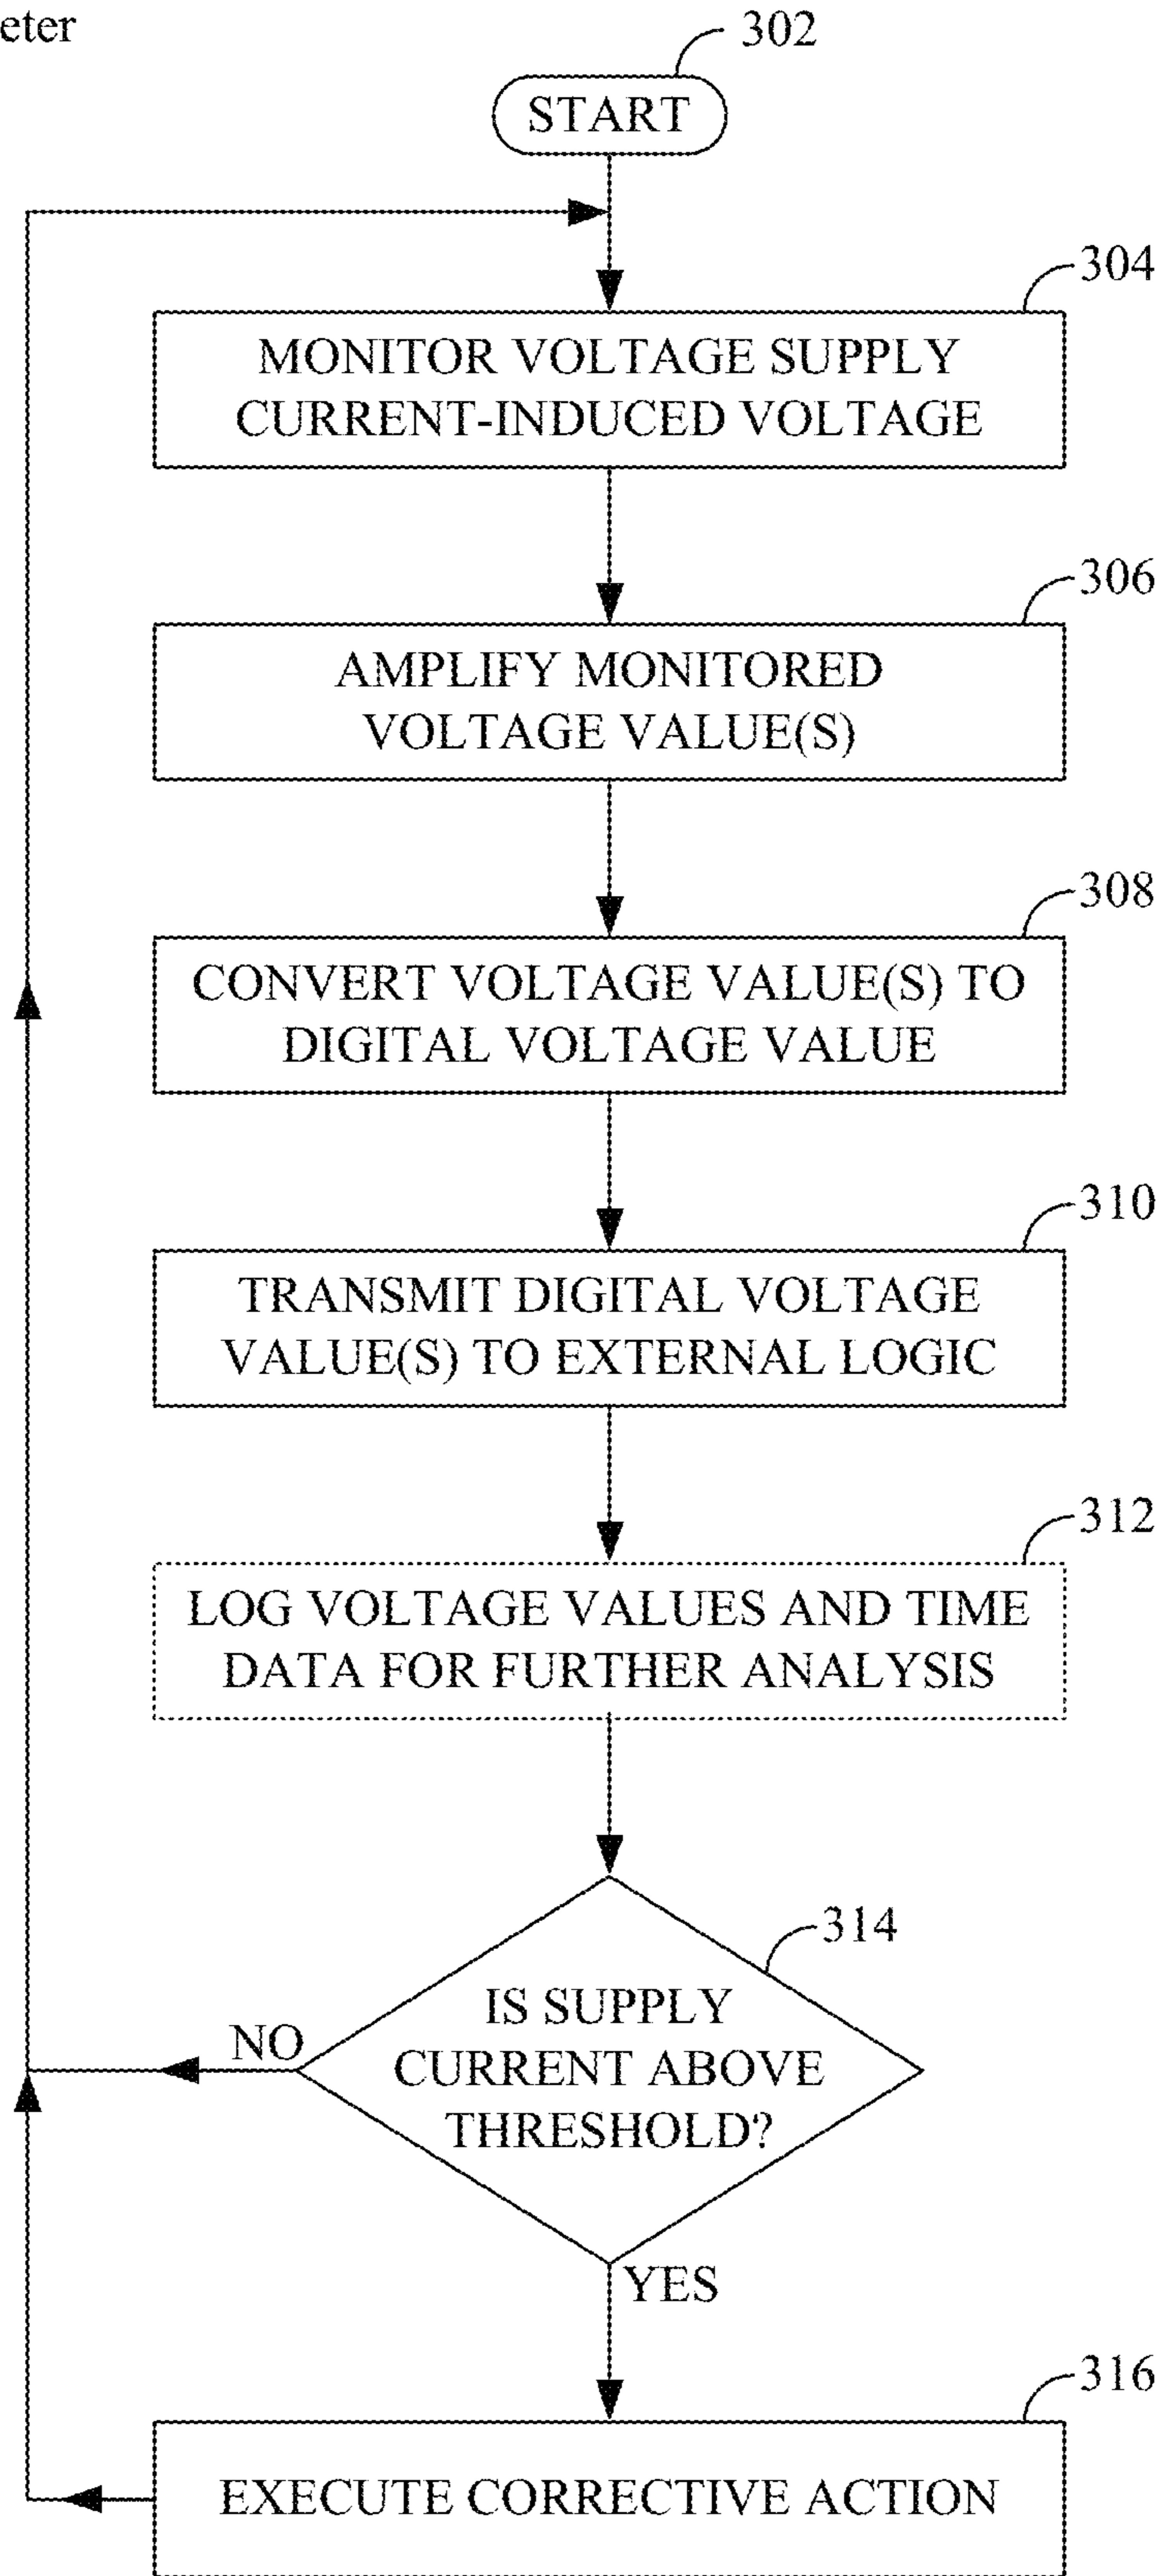 eter
302
START
304
MONITOR VOLTAGE SUPPLY
CURRENT-INDUCED VOLTAGE
306
AMPLIFY MONITORED
VOLTAGE VALUE(S)
308
CONVERT VOLTAGE VALUE(S) TO
DIGITAL VOLTAGE VALUE
310
TRANSMIT DIGITAL VOLTAGE
VALUE(S) TO EXTERNAL LOGIC
312
LOG VOLTAGE VALUES AND TIME
DATA FOR FURTHER ANALYSIS
314
IS SUPPLY
CURRENT ABOVE
THRESHOLD?
NO
YES
316
EXECUTE CORRECTIVE ACTION